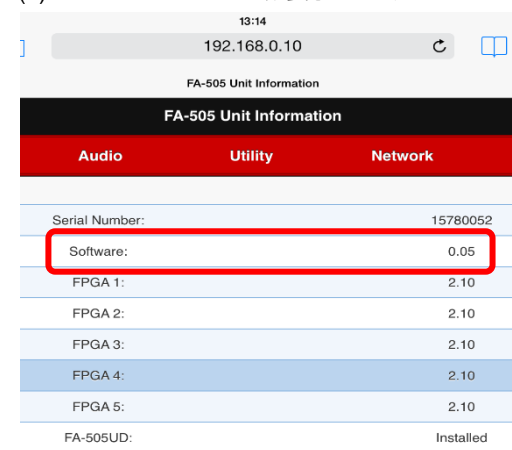 13:14
192.168.0.10
FA-505 Unit Information
FA-505 Unit Information
Audio Utility Network
Serial Number: 15780052
Software: 0.05
FPGA 1: 2.10
FPGA 2: 2.10
FPGA 3: 2.10
FPGA 4: 2.10
FPGA 5: 2.10
FA-505UD: Installed